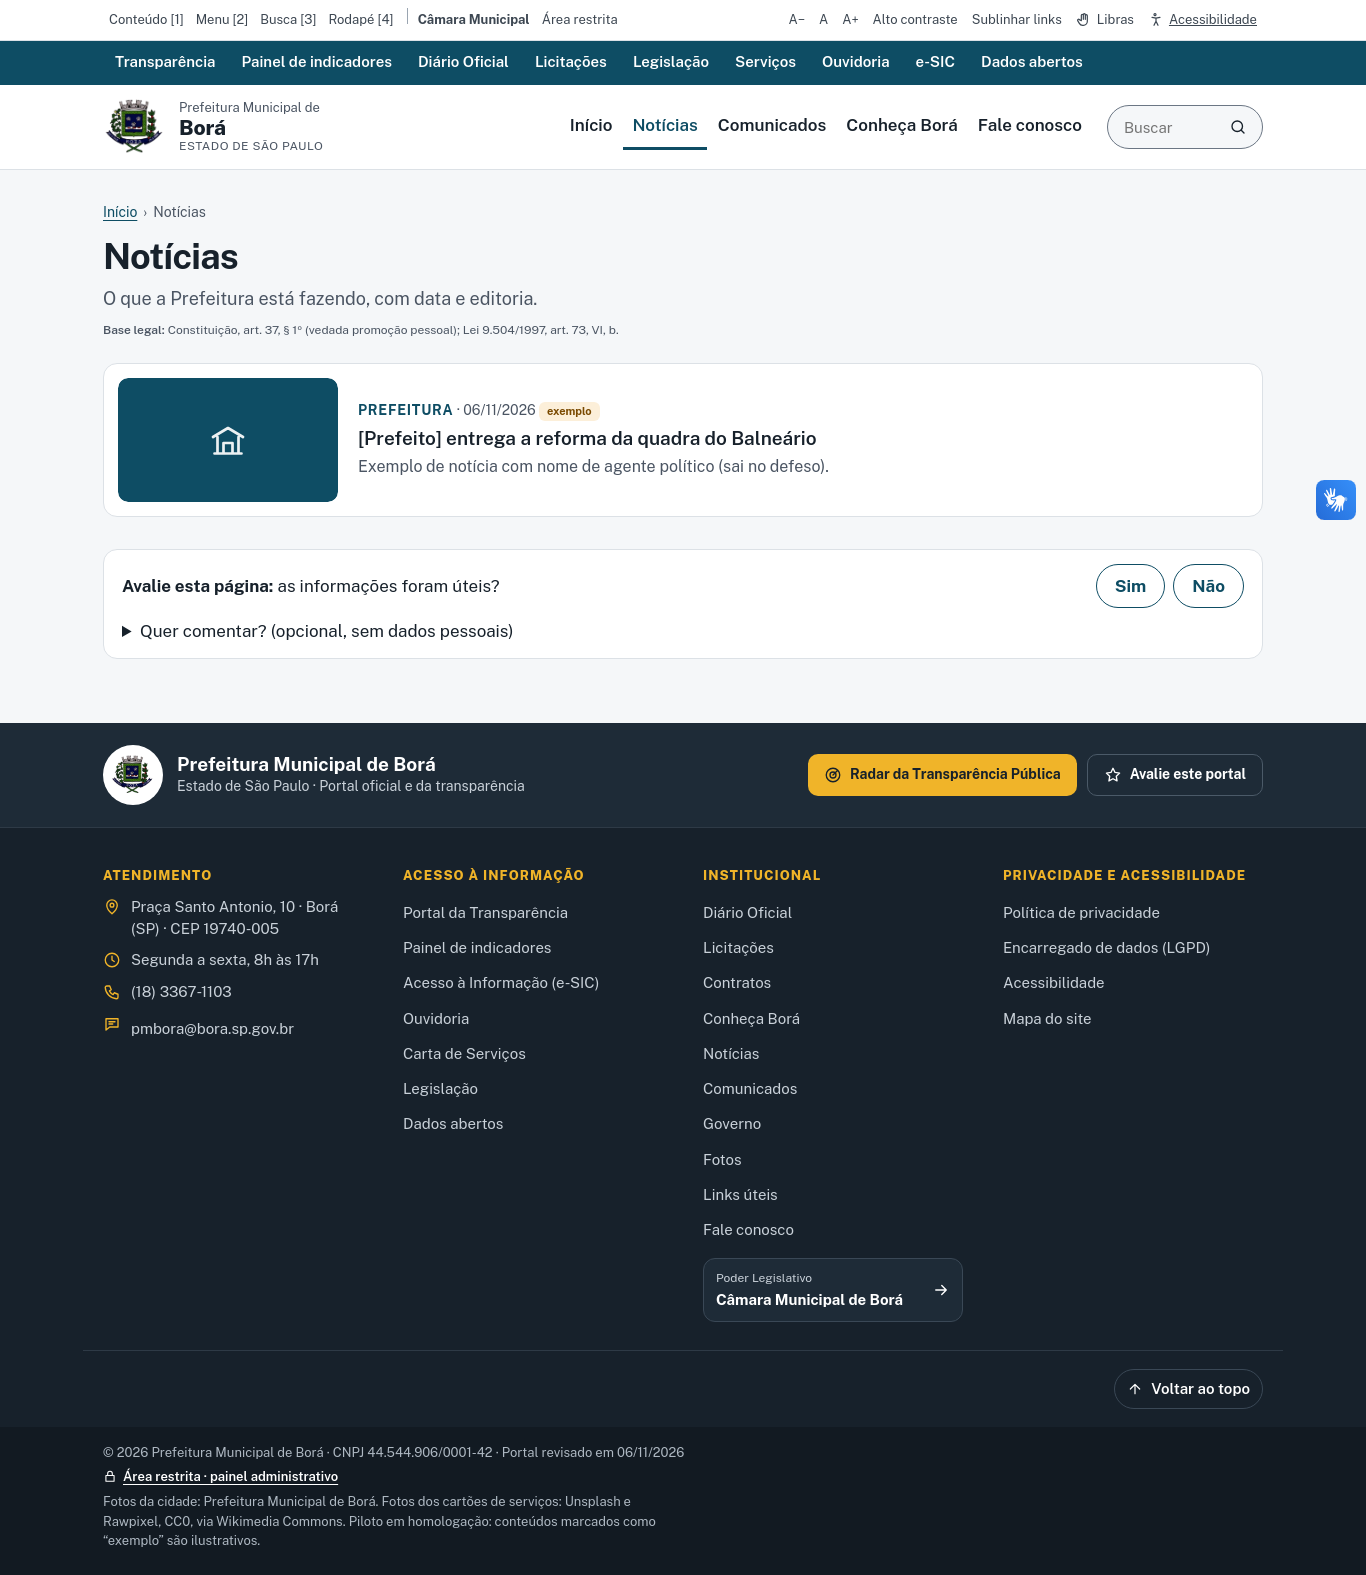 Conteúdo [1] Menu [2] Busca [3] Rodapé [4] Câmara Municipal Área restrita A− A A+ Alto contraste Sublinhar links Libras Acessibilidade
Transparência Painel de indicadores Diário Oficial Licitações Legislação Serviços Ouvidoria e-SIC Dados abertos
Prefeitura Municipal de
Borá
ESTADO DE SÃO PAULO
Início Notícias Comunicados Conheça Borá Fale conosco Buscar
Início › Notícias
Notícias
O que a Prefeitura está fazendo, com data e editoria.
Base legal: Constituição, art. 37, § 1º (vedada promoção pessoal); Lei 9.504/1997, art. 73, VI, b.
PREFEITURA · 06/11/2026 exemplo
[Prefeito] entrega a reforma da quadra do Balneário
Exemplo de notícia com nome de agente político (sai no defeso).
Avalie esta página: as informações foram úteis? Sim Não
Quer comentar? (opcional, sem dados pessoais)
Prefeitura Municipal de Borá
Estado de São Paulo · Portal oficial e da transparência
Radar da Transparência Pública Avalie este portal
ATENDIMENTO
Praça Santo Antonio, 10 · Borá
(SP) · CEP 19740-005
Segunda a sexta, 8h às 17h
(18) 3367-1103
pmbora@bora.sp.gov.br
ACESSO À INFORMAÇÃO
Portal da Transparência
Painel de indicadores
Acesso à Informação (e-SIC)
Ouvidoria
Carta de Serviços
Legislação
Dados abertos
INSTITUCIONAL
Diário Oficial
Licitações
Contratos
Conheça Borá
Notícias
Comunicados
Governo
Fotos
Links úteis
Fale conosco
Poder Legislativo
Câmara Municipal de Borá
PRIVACIDADE E ACESSIBILIDADE
Política de privacidade
Encarregado de dados (LGPD)
Acessibilidade
Mapa do site
Voltar ao topo
© 2026 Prefeitura Municipal de Borá · CNPJ 44.544.906/0001-42 · Portal revisado em 06/11/2026
Área restrita · painel administrativo
Fotos da cidade: Prefeitura Municipal de Borá. Fotos dos cartões de serviços: Unsplash e
Rawpixel, CC0, via Wikimedia Commons. Piloto em homologação: conteúdos marcados como
“exemplo” são ilustrativos.